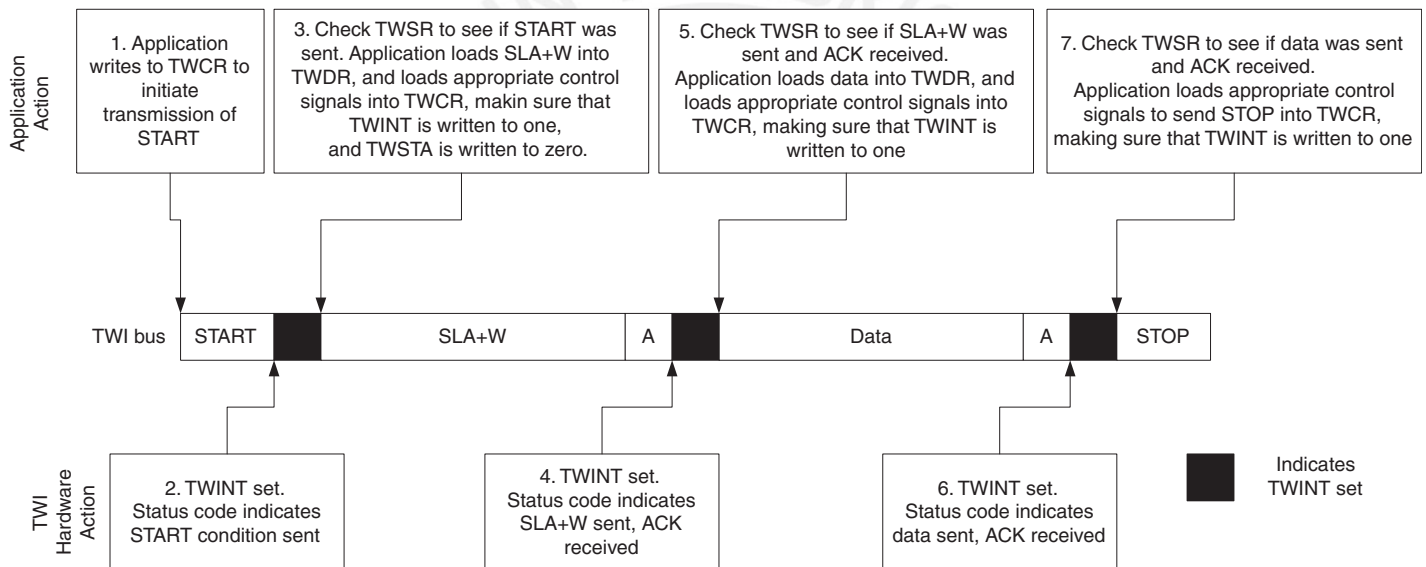 Application
Action
1. Application
writes to TWCR to
initiate
transmission of
START
3. Check TWSR to see if START was
sent. Application loads SLA+W into
TWDR, and loads appropriate control
signals into TWCR, makin sure that
TWINT is written to one,
and TWSTA is written to zero.
5. Check TWSR to see if SLA+W was
sent and ACK received.
Application loads data into TWDR, and
loads appropriate control signals into
TWCR, making sure that TWINT is
written to one
7. Check TWSR to see if data was sent
and ACK received.
Application loads appropriate control
signals to send STOP into TWCR,
making sure that TWINT is written to one
TWI bus
START
SLA+W
A
Data
A
STOP
TWI
Hardware
Action
2. TWINT set.
Status code indicates
START condition sent
4. TWINT set.
Status code indicates
SLA+W sent, ACK
received
6. TWINT set.
Status code indicates
data sent, ACK received
Indicates
TWINT set